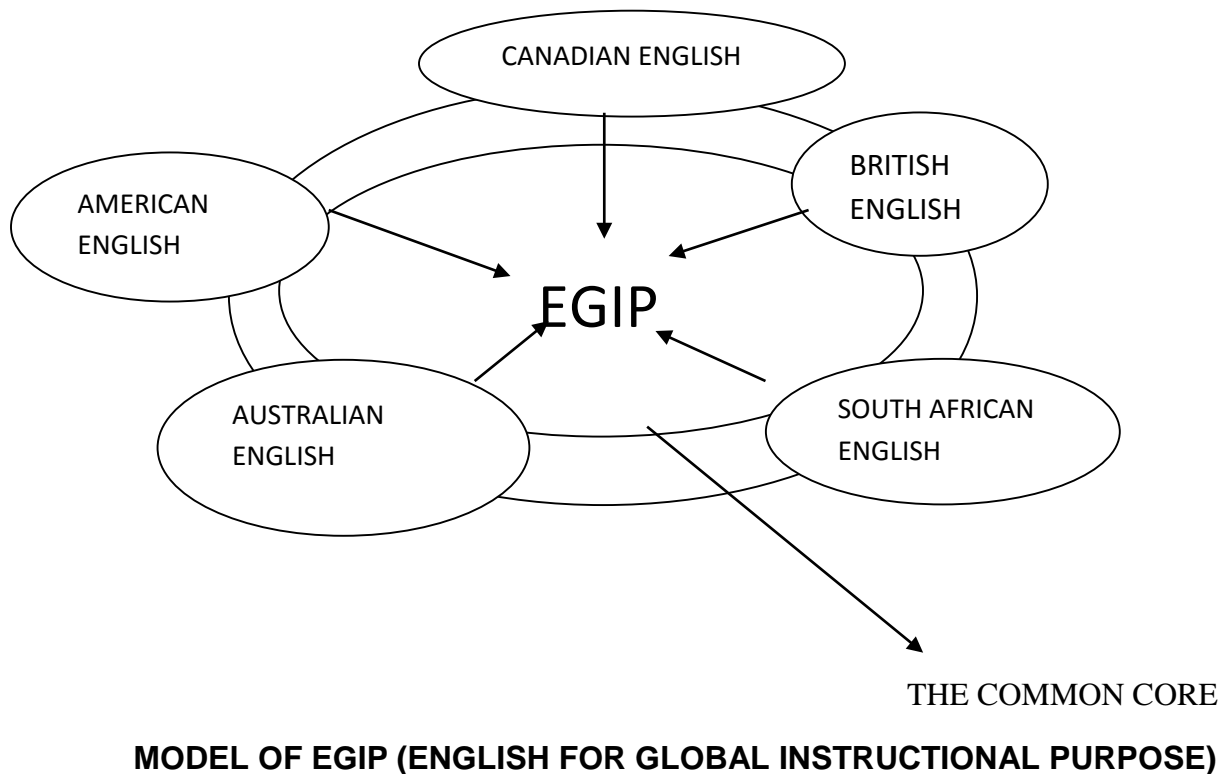 CANADIAN ENGLISH
BRITISH
ENGLISH
AMERICAN
ENGLISH
EGIP
AUSTRALIAN
ENGLISH
SOUTH AFRICAN
ENGLISH
THE COMMON CORE
MODEL OF EGIP (ENGLISH FOR GLOBAL INSTRUCTIONAL PURPOSE)